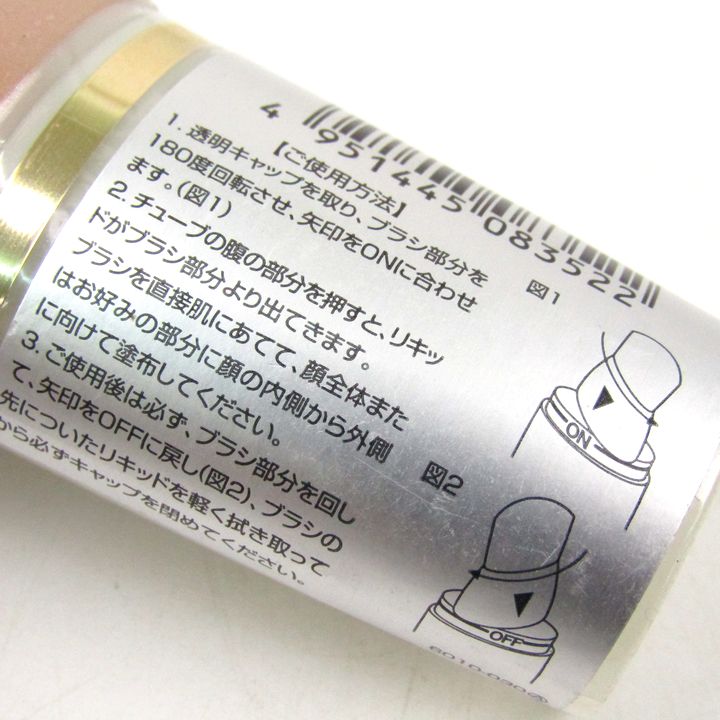 4 951445 083522
【ご使用方法】
1. 透明キャップを取り、ブラシ部分を
180度回転させ、矢印をONに合わせ
ます。(図1)
2. チューブの腹の部分を押すと、リキッ
ドがブラシ部分より出てきます。
ブラシを直接肌にあてて、顔全体また
はお好みの部分に顔の内側から外側
に向けて塗布してください。
3. ご使用後は必ず、ブラシ部分を回し
て、矢印をOFFに戻し(図2)、ブラシの
先についたリキッドを軽く拭き取って
から必ずキャップを閉めてください。
図1
ON
図2
OFF